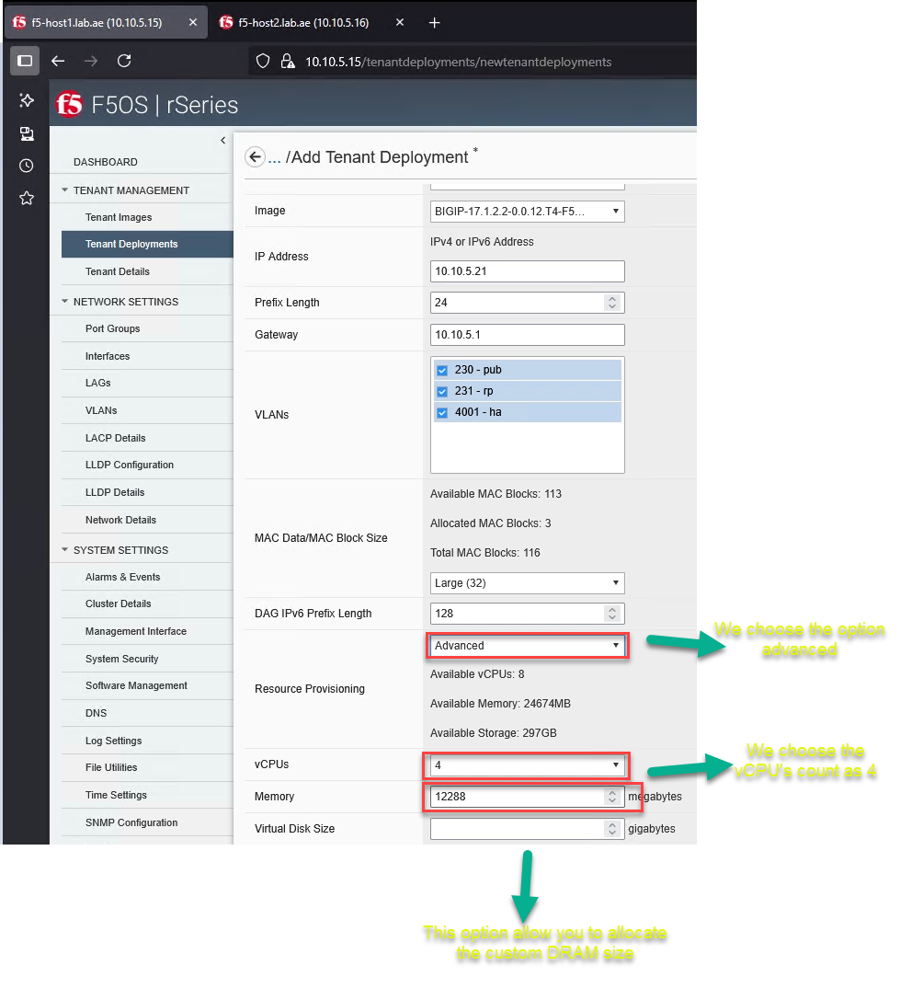 f5-host1.lab.ae (10.10.5.15)
f5-host2.lab.ae (10.10.5.16)
10.10.5.15/tenantdeployments/newtenantdeployments
f5 F5OS | rSeries
DASHBOARD
TENANT MANAGEMENT
Tenant Images
Tenant Deployments
Tenant Details
NETWORK SETTINGS
Port Groups
Interfaces
LAGs
VLANs
LACP Details
LLDP Configuration
LLDP Details
Network Details
SYSTEM SETTINGS
Alarms & Events
Cluster Details
Management Interface
System Security
Software Management
DNS
Log Settings
File Utilities
Time Settings
SNMP Configuration
... /Add Tenant Deployment *
Image
BIGIP-17.1.2.2-0.0.12.T4-F5...
IP Address
IPv4 or IPv6 Address
10.10.5.21
Prefix Length
24
Gateway
10.10.5.1
VLANs
230 - pub
231 - rp
4001 - ha
MAC Data/MAC Block Size
Available MAC Blocks: 113
Allocated MAC Blocks: 3
Total MAC Blocks: 116
Large (32)
DAG IPv6 Prefix Length
128
Resource Provisioning
Advanced
Available vCPUs: 8
Available Memory: 24674MB
Available Storage: 297GB
vCPUs
4
Memory
12288
megabytes
Virtual Disk Size
gigabytes
We choose the option
advanced
We choose the
vCPU's count as 4
This option allow you to allocate
the custom DRAM size